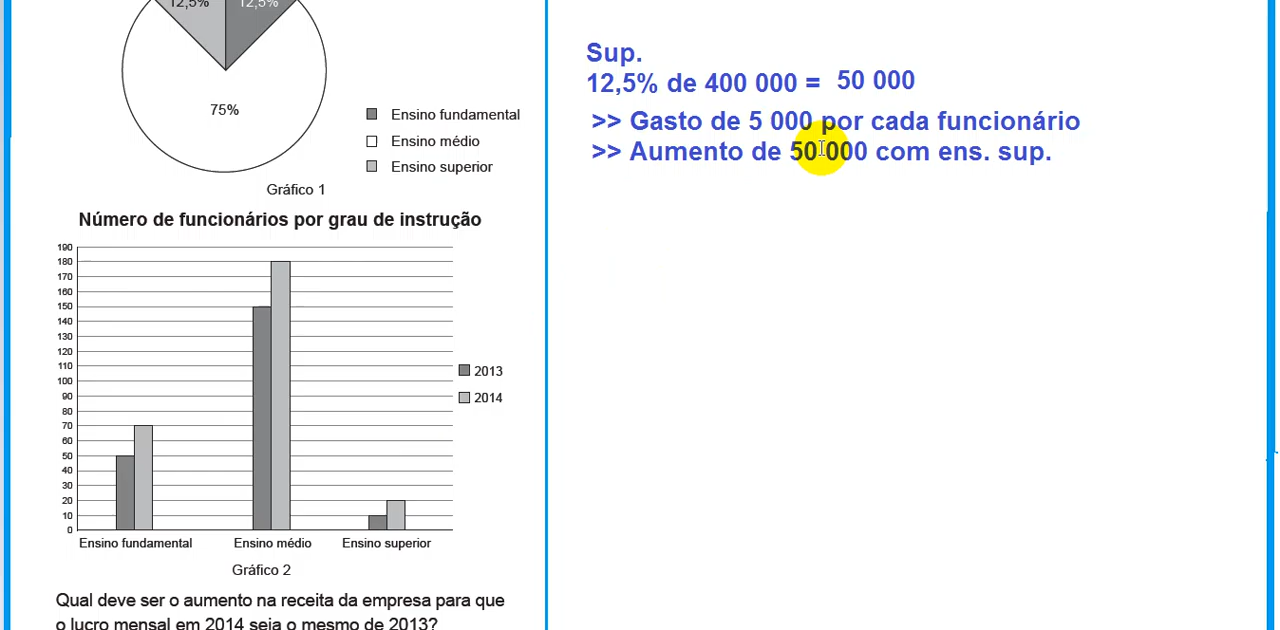 12,5% 12,5%
75%
Ensino fundamental
Ensino médio
Ensino superior
Gráfico 1
Número de funcionários por grau de instrução
190
180
170
160
150
140
130
120
110
100
90
80
70
60
50
40
30
20
10
0
2013
2014
Ensino fundamental Ensino médio Ensino superior
Gráfico 2
Qual deve ser o aumento na receita da empresa para que
o lucro mensal em 2014 seja o mesmo de 2013?
Sup.
12,5% de 400 000 = 50 000
>> Gasto de 5 000 por cada funcionário
>> Aumento de 50 000 com ens. sup.